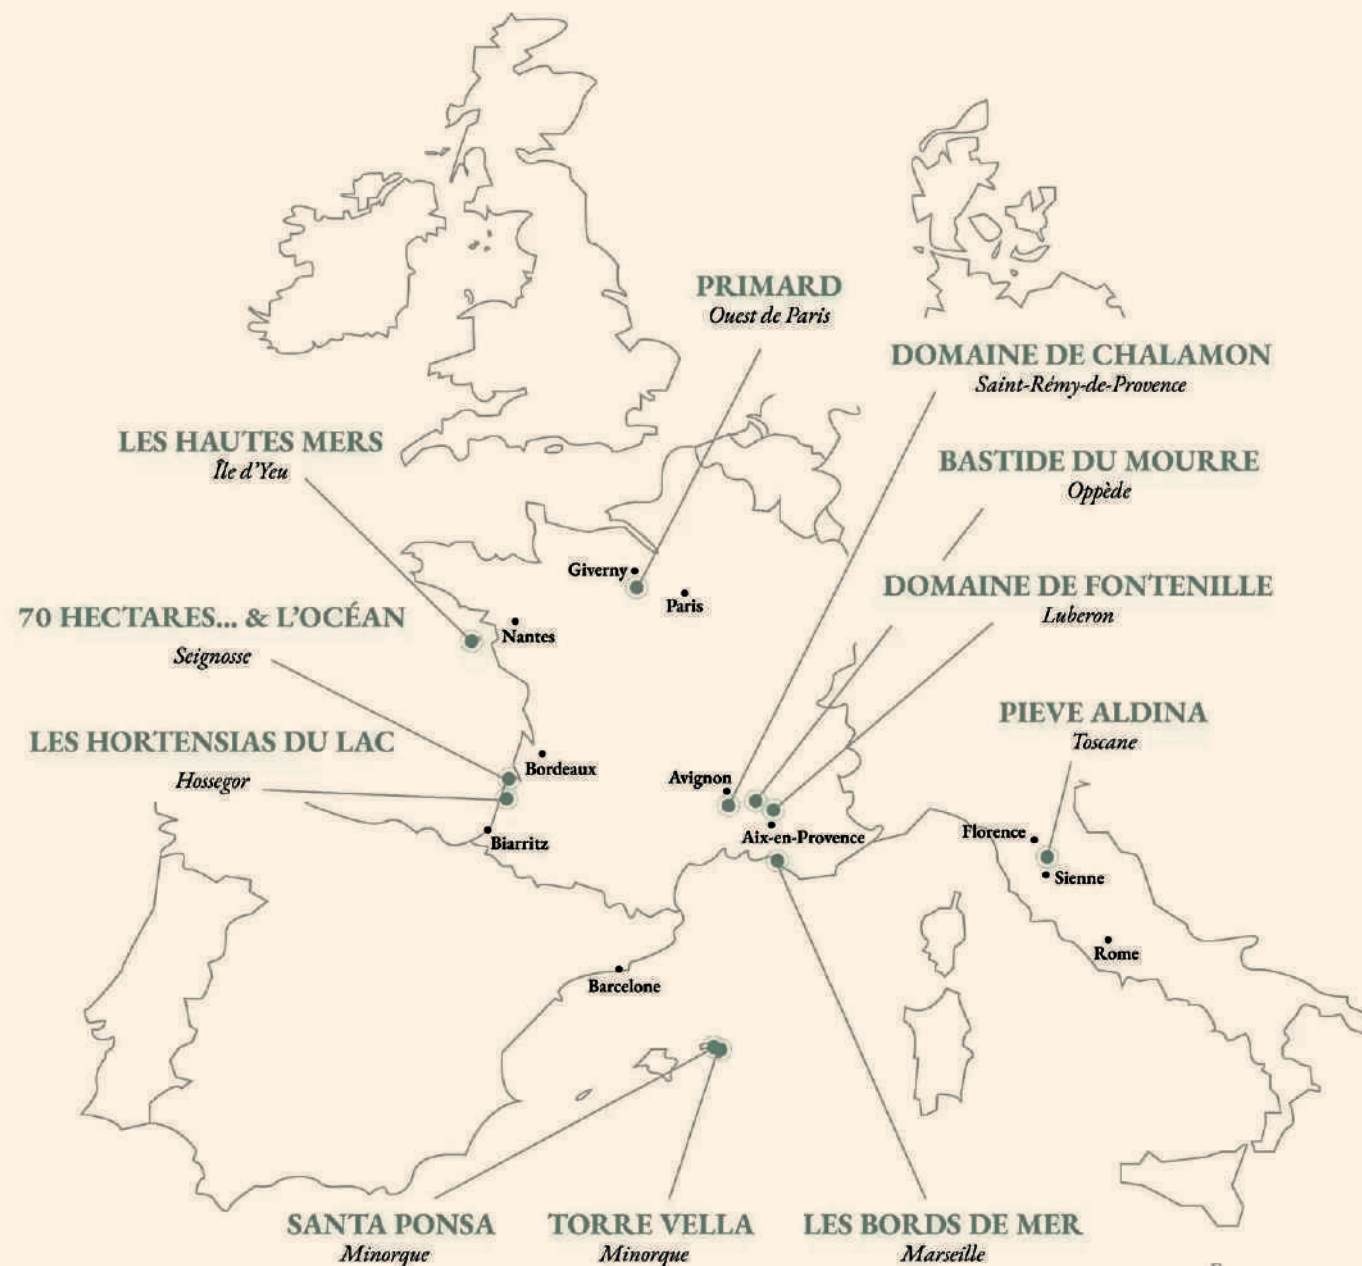 PRIMARD
Ouest de Paris
DOMAINE DE CHALAMON
Saint-Rémy-de-Provence
LES HAUTES MERS
Île d'Yeu
BASTIDE DU MOURRE
Oppède
Giverny
Paris
DOMAINE DE FONTENILLE
Luberon
70 HECTARES... & L'OCÉAN
Seignosse
Nantes
PIEVE ALDINA
Toscane
LES HORTENSIAS DU LAC
Hossegor
Bordeaux
Avignon
Biarritz
Aix-en-Provence
Florence
Sienne
Rome
Barcelone
SANTA PONSA
Minorque
TORRE VELLA
Minorque
LES BORDS DE MER
Marseille